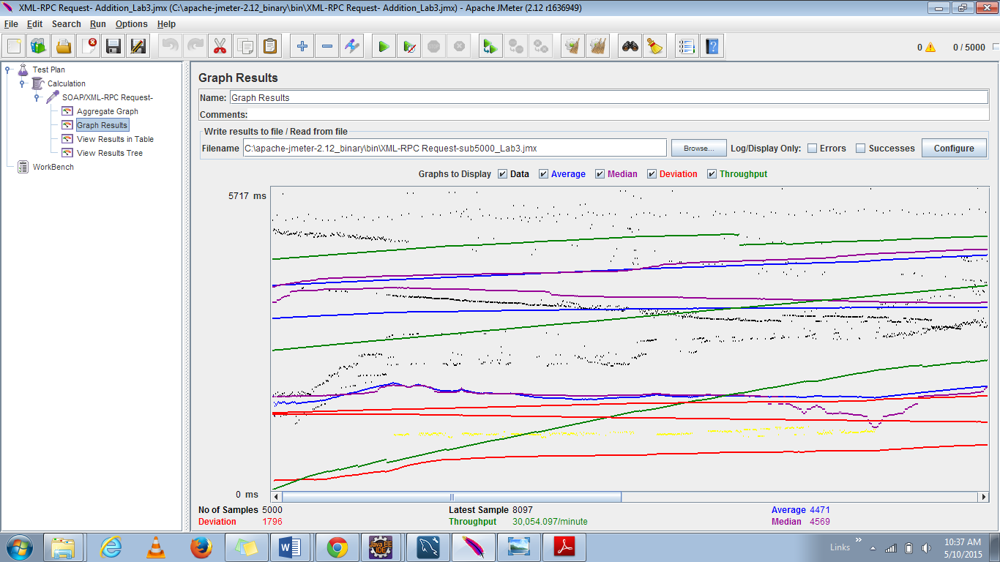 XML-RPC Request- Addition_Lab3.jmx (C:\apache-jmeter-2.12_binary\bin\XML-RPC Request- Addition_Lab3.jmx) - Apache JMeter (2.12 r1636949)
File Edit Search Run Options Help
0 0 / 5000
Test Plan
Calculation
SOAP/XML-RPC Request-
Aggregate Graph
Graph Results
View Results in Table
View Results Tree
WorkBench
Graph Results
Name: Graph Results
Comments:
Write results to file / Read from file
Filename C:\apache-jmeter-2.12_binary\bin\XML-RPC Request-sub5000_Lab3.jmx Browse... Log/Display Only: Errors Successes Configure
Graphs to Display Data Average Median Deviation Throughput
5717 ms
0 ms
No of Samples 5000 Latest Sample 8097 Average 4471
Deviation 1796 Throughput 30,054.097/minute Median 4569
Java EE
IDE
Links » 10:37 AM
5/10/2015